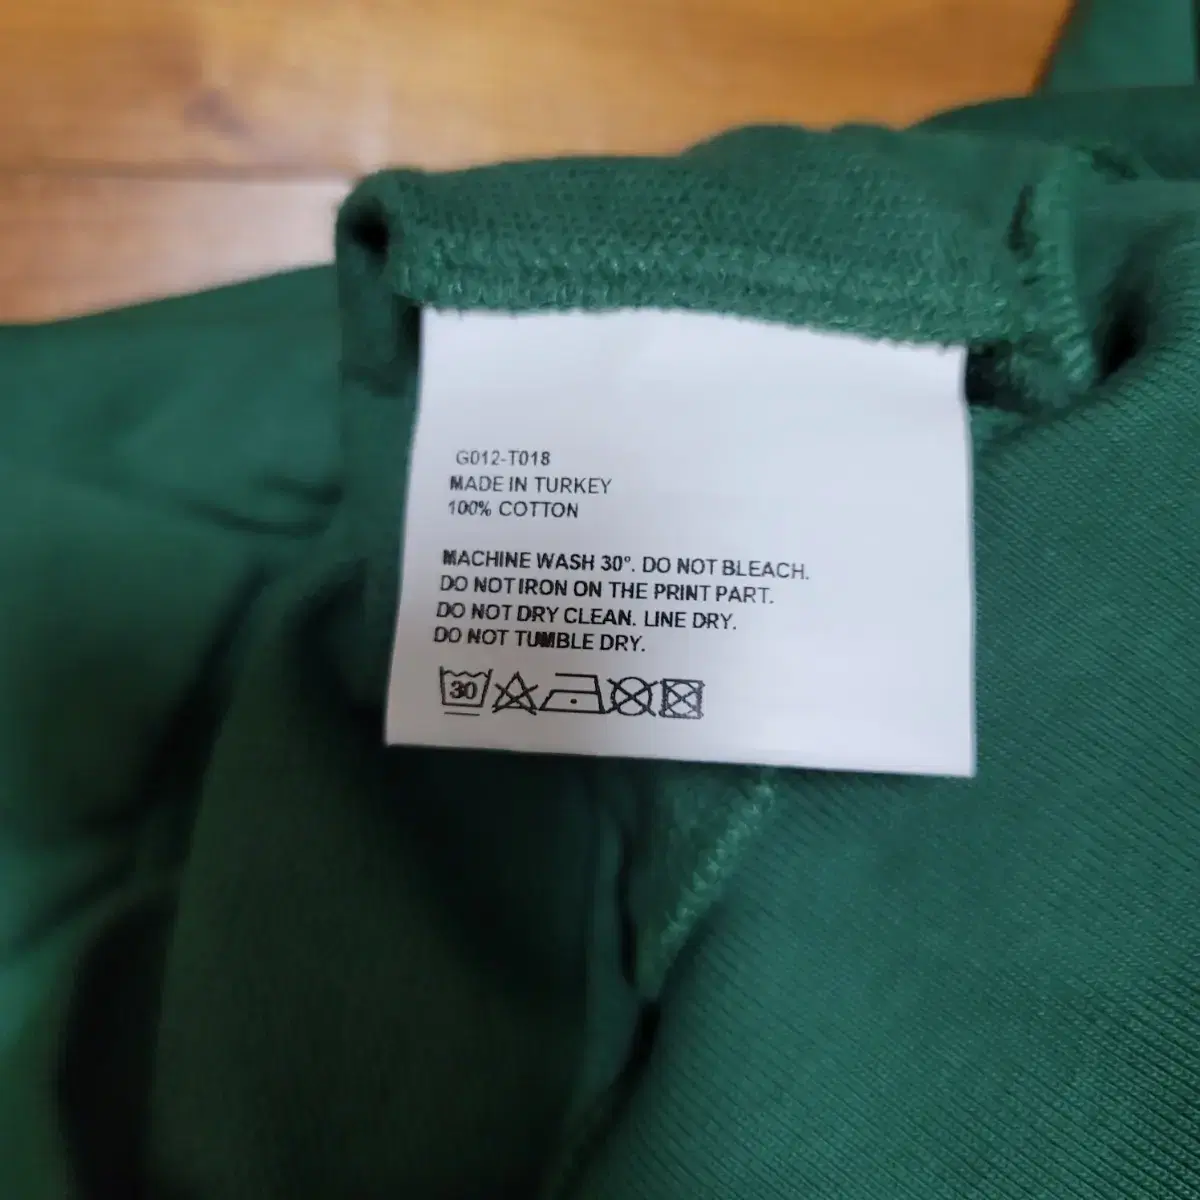 G012-T018
MADE IN TURKEY
100% COTTON
MACHINE WASH 30°. DO NOT BLEACH.
DO NOT IRON ON THE PRINT PART.
DO NOT DRY CLEAN. LINE DRY.
DO NOT TUMBLE DRY.
30